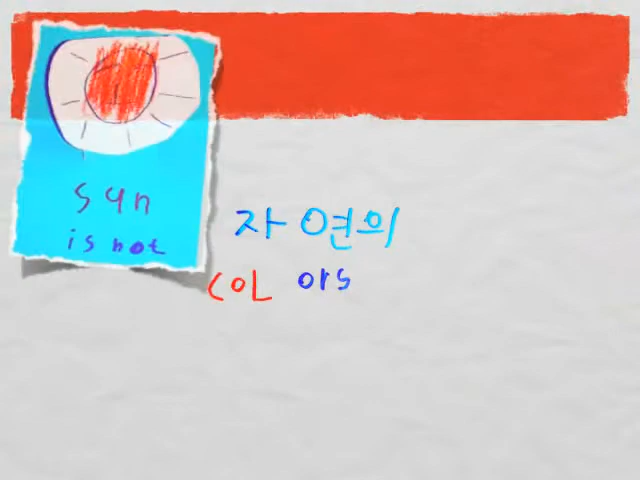 sun
is not
자연의
COLors